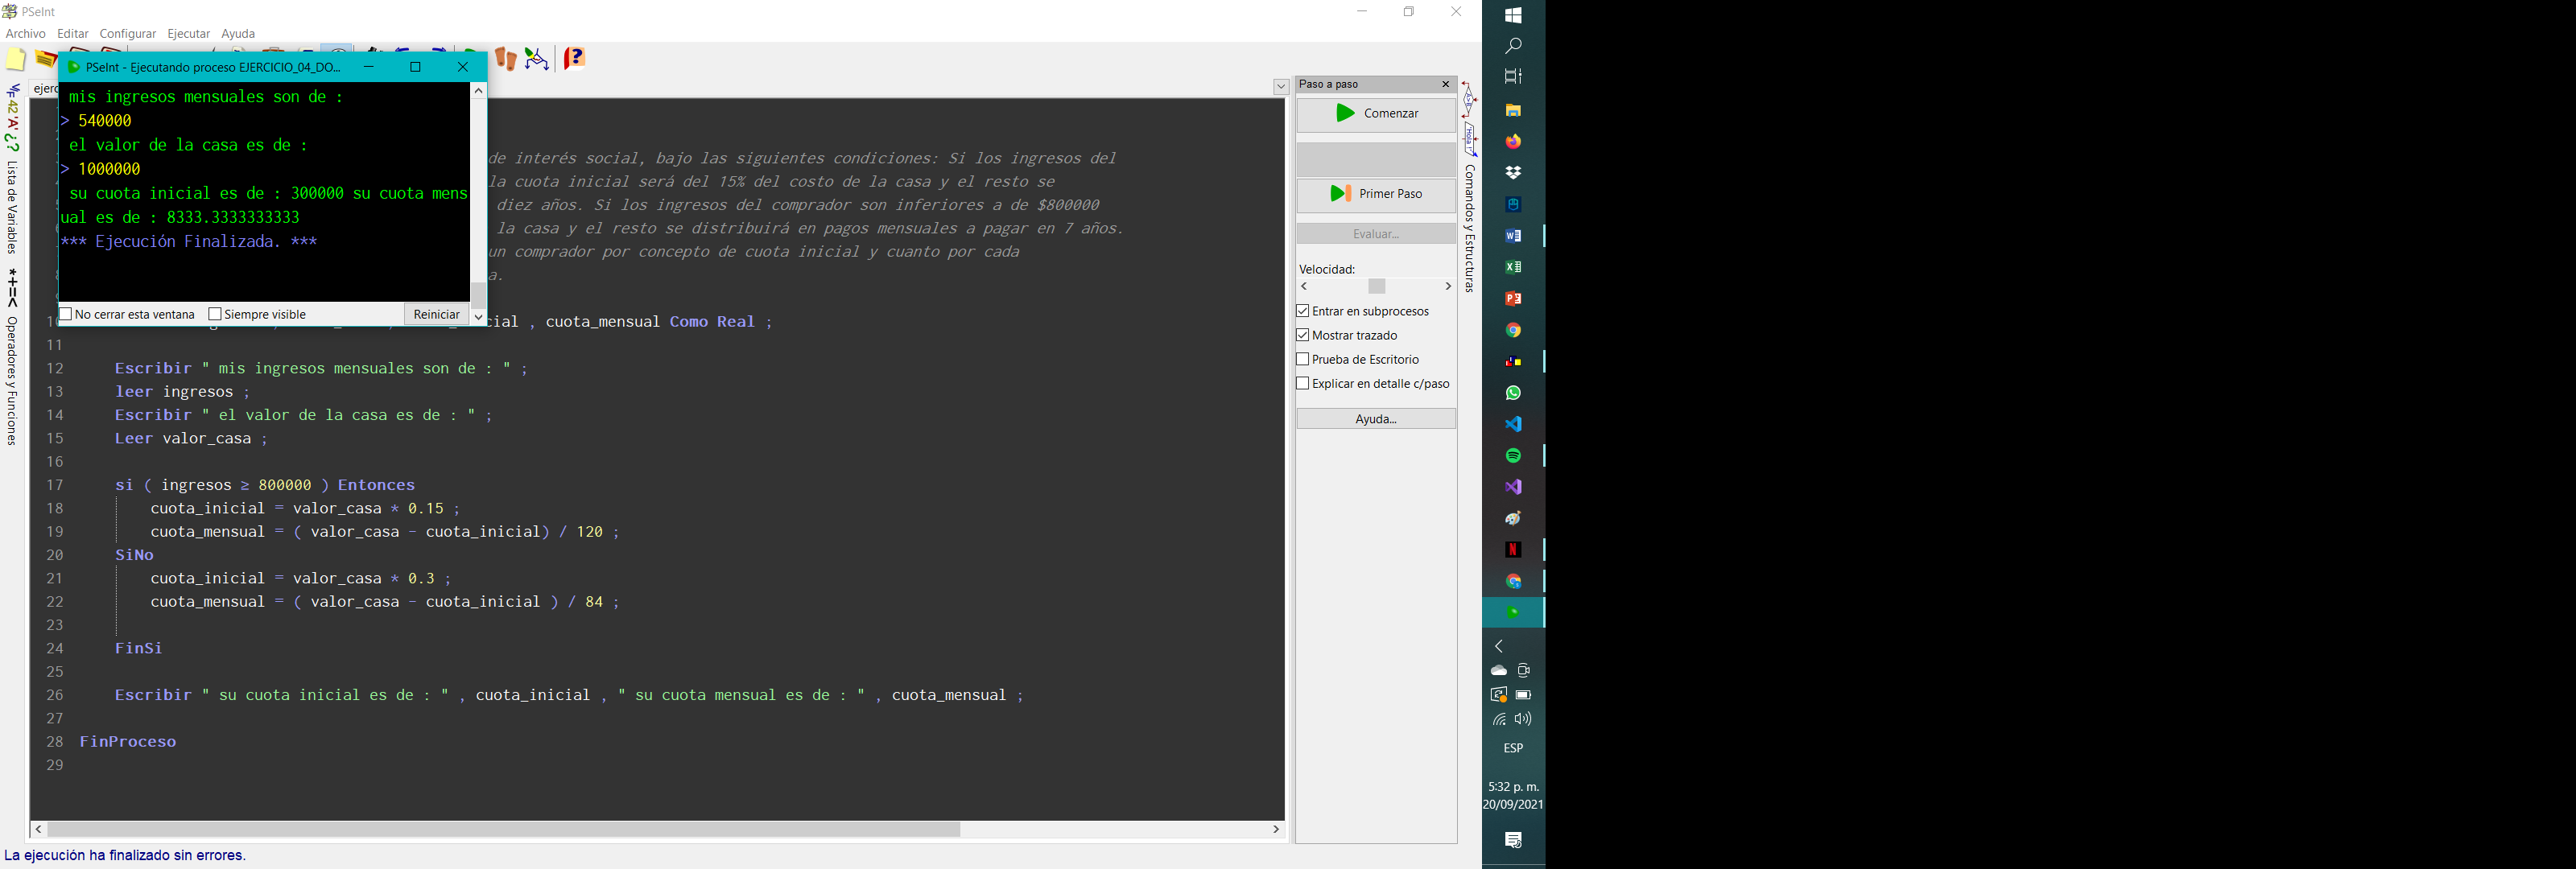 PSeInt
Archivo Editar Configurar Ejecutar Ayuda
PSeInt - Ejecutando proceso EJERCICIO_04_DO...
mis ingresos mensuales son de :
> 540000
el valor de la casa es de :
> 1000000
su cuota inicial es de : 300000 su cuota mens
ual es de : 8333.3333333333
*** Ejecución Finalizada. ***
No cerrar esta ventana Siempre visible Reiniciar
ejerc
de interés social, bajo las siguientes condiciones: Si los ingresos del
la cuota inicial será del 15% del costo de la casa y el resto se
diez años. Si los ingresos del comprador son inferiores a de $800000
la casa y el resto se distribuirá en pagos mensuales a pagar en 7 años.
un comprador por concepto de cuota inicial y cuanto por cada
a.
cial , cuota_mensual Como Real ;
11
12 Escribir " mis ingresos mensuales son de : " ;
13 leer ingresos ;
14 Escribir " el valor de la casa es de : " ;
15 Leer valor_casa ;
16
17 si ( ingresos ≥ 800000 ) Entonces
18 cuota_inicial = valor_casa * 0.15 ;
19 cuota_mensual = ( valor_casa - cuota_inicial) / 120 ;
20 SiNo
21 cuota_inicial = valor_casa * 0.3 ;
22 cuota_mensual = ( valor_casa - cuota_inicial ) / 84 ;
23
24 FinSi
25
26 Escribir " su cuota inicial es de : " , cuota_inicial , " su cuota mensual es de : " , cuota_mensual ;
27
28 FinProceso
29
La ejecución ha finalizado sin errores.
Lista de Variables
*+=< Operadores y Funciones
Paso a paso
Comenzar
Primer Paso
Evaluar...
Velocidad:
Entrar en subprocesos
Mostrar trazado
Prueba de Escritorio
Explicar en detalle c/paso
Ayuda...
Comandos y Estructuras
ESP
5:32 p. m.
20/09/2021